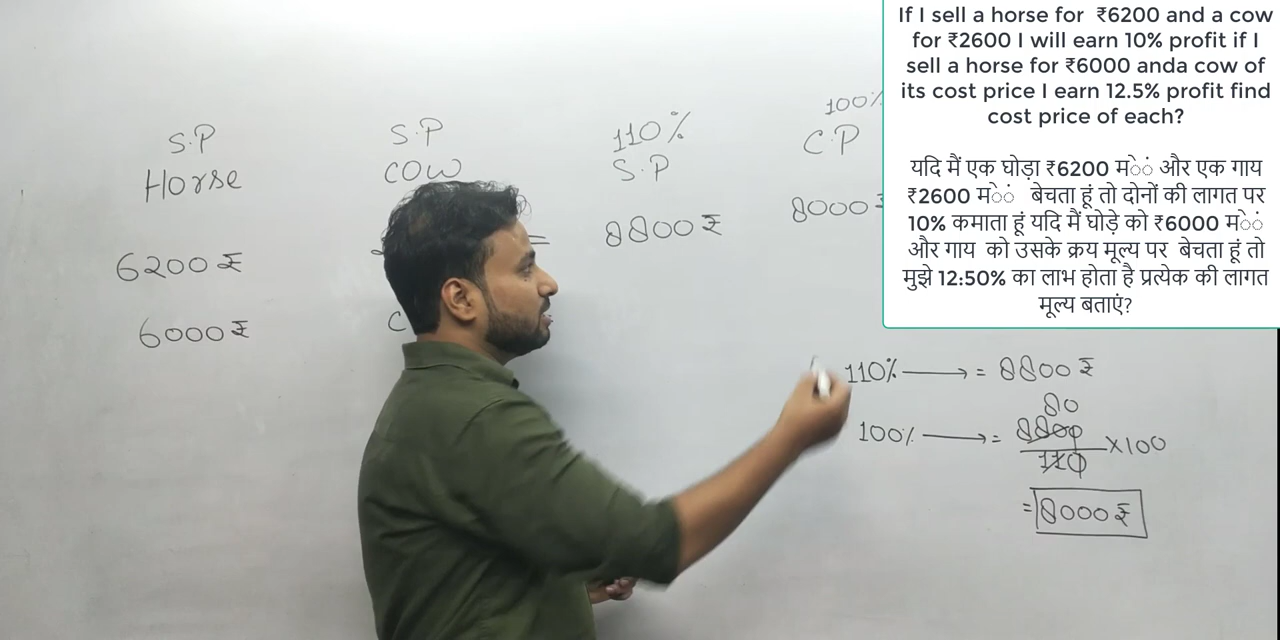 If I sell a horse for ₹6200 and a cow
for ₹2600 I will earn 10% profit if I
sell a horse for ₹6000 anda cow of
its cost price I earn 12.5% profit find
cost price of each?
यदि मैं एक घोड़ा ₹6200 मेें और एक गाय
₹2600 मेें बेचता हूं तो दोनों की लागत पर
10% कमाता हूं यदि मैं घोड़े को ₹6000 मेें
और गाय को उसके क्रय मूल्य पर बेचता हूं तो
मुझे 12:50% का लाभ होता है प्रत्येक की लागत
मूल्य बताएं?
S.P S.P 110% 100%
Horse COW S.P C.P
6200 ₹ = 8800 ₹ 8000 ₹
6000 ₹ C
110% → = 8800 ₹
80
100% → = 8800 ×100
110
= 8000 ₹